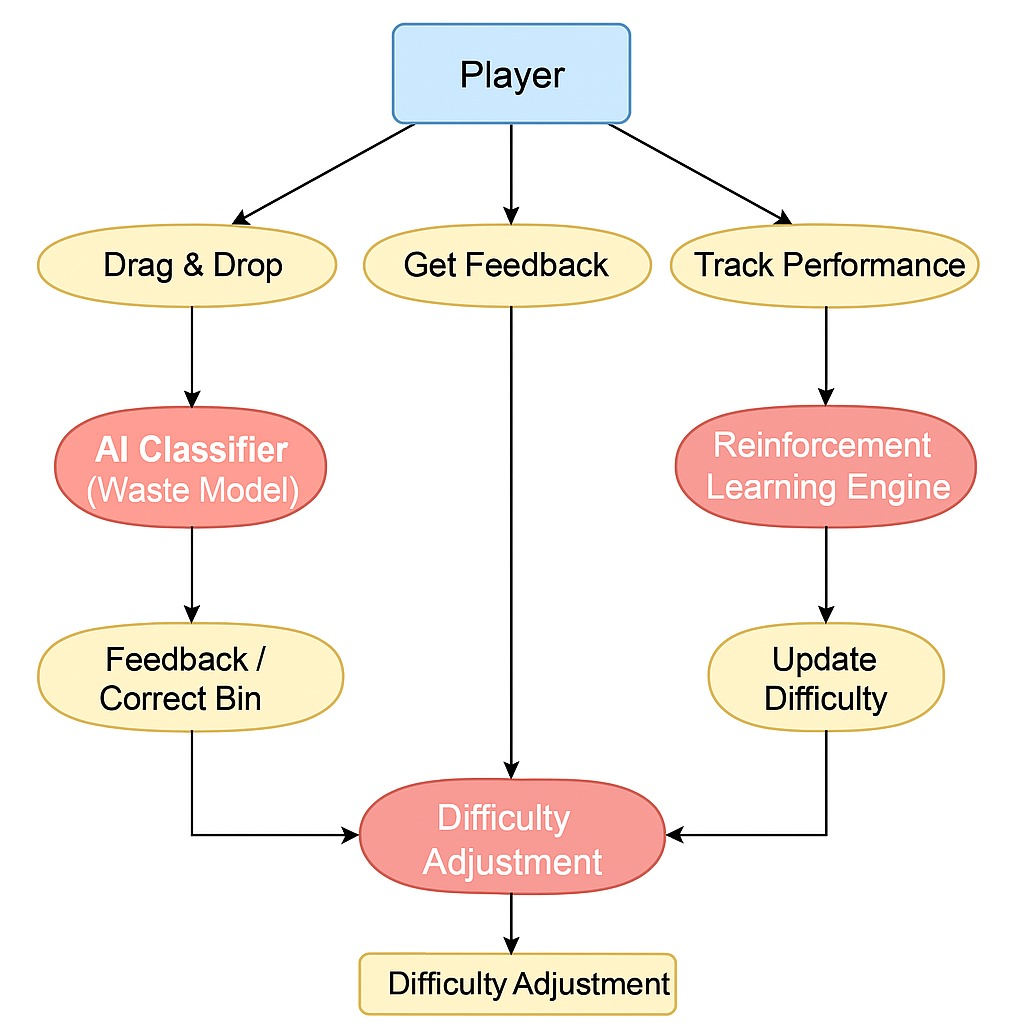 Player
Drag & Drop
Get Feedback
Track Performance
AI Classifier
(Waste Model)
Reinforcement
Learning Engine
Feedback /
Correct Bin
Update
Difficulty
Difficulty
Adjustment
Difficulty Adjustment